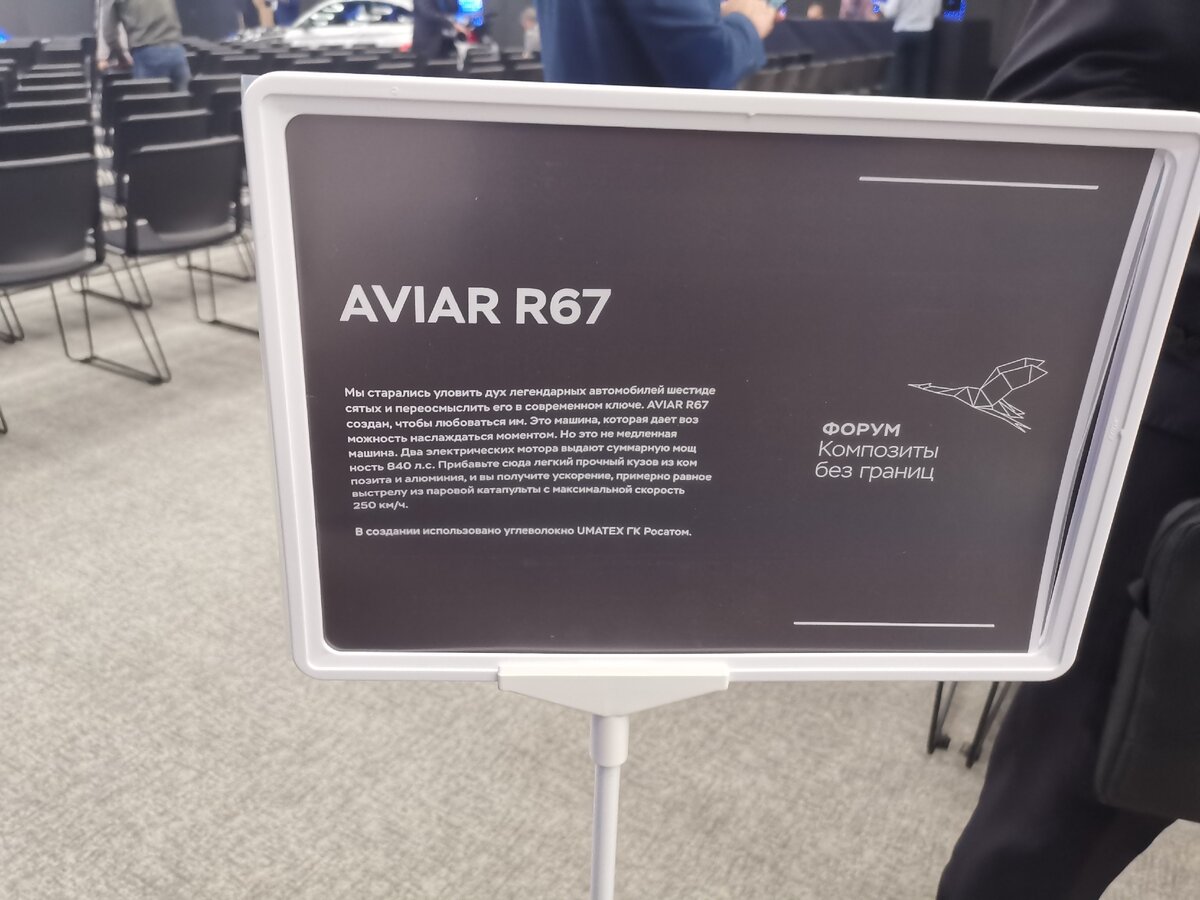 AVIAR R67
Мы старались уловить дух легендарных автомобилей шестиде
сятых и переосмыслить его в современном ключе. AVIAR R67
создан, чтобы любоваться им. Это машина, которая дает воз
можность наслаждаться моментом. Но это не медленная
машина. Два электрических мотора выдают суммарную мощ
ность 840 л.с. Прибавьте сюда легкий прочный кузов из ком
позита и алюминия, и вы получите ускорение, примерно равное
выстрелу из паровой катапульты с максимальной скорость
250 км/ч.
В создании использовано углеволокно UMATEX ГК Росатом.
ФОРУМ
Композиты
без границ